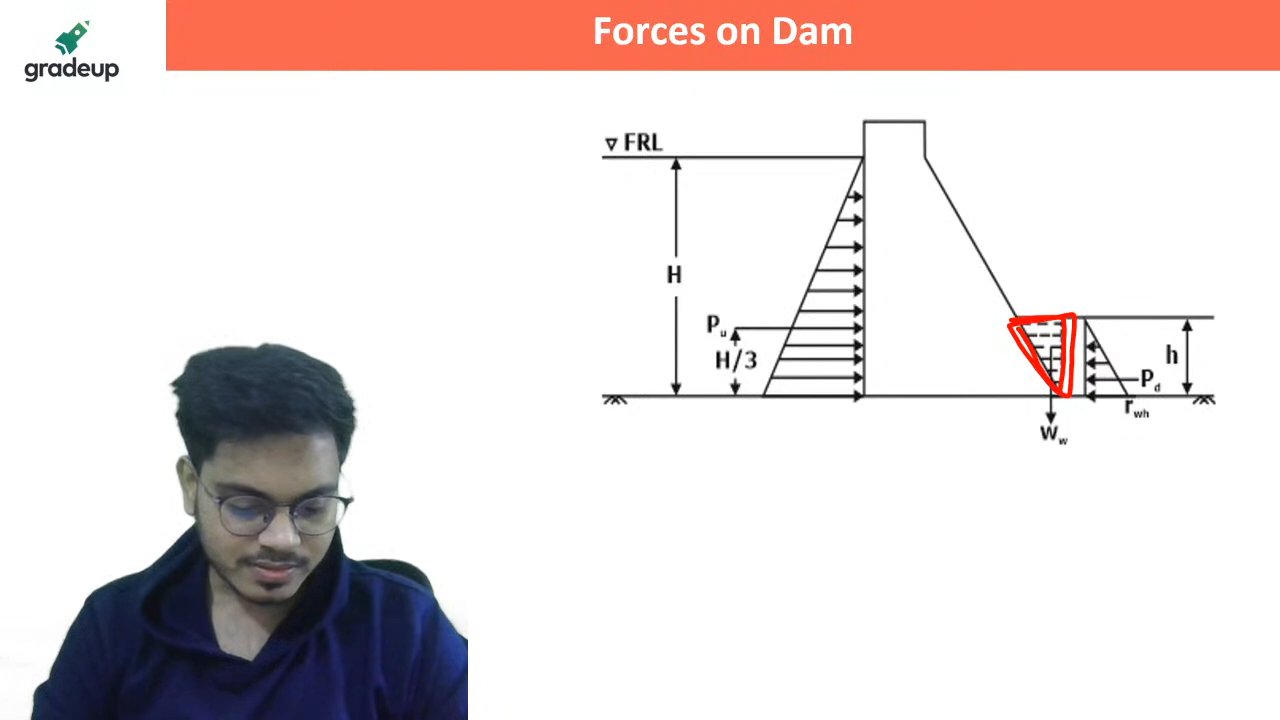 Forces on Dam
gradeup
▽ FRL
H
Pu
H/3
h
Pd
rwh
Ww